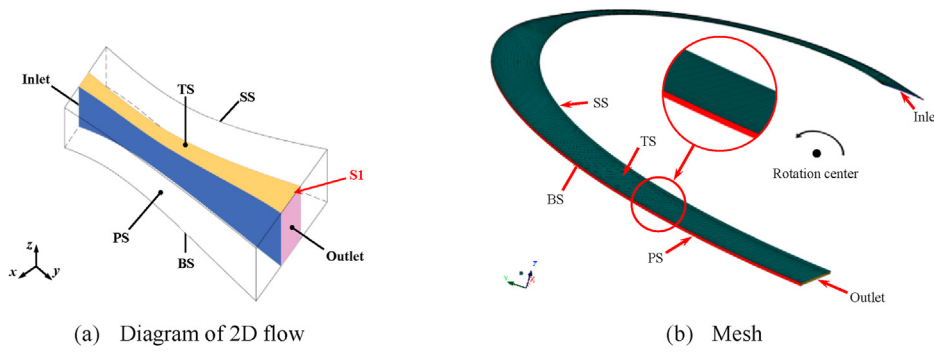 Inlet
TS
SS
S1
PS
BS
Outlet
z
x
y
(a) Diagram of 2D flow
SS
TS
BS
PS
Inlet
Rotation center
Outlet
(b) Mesh